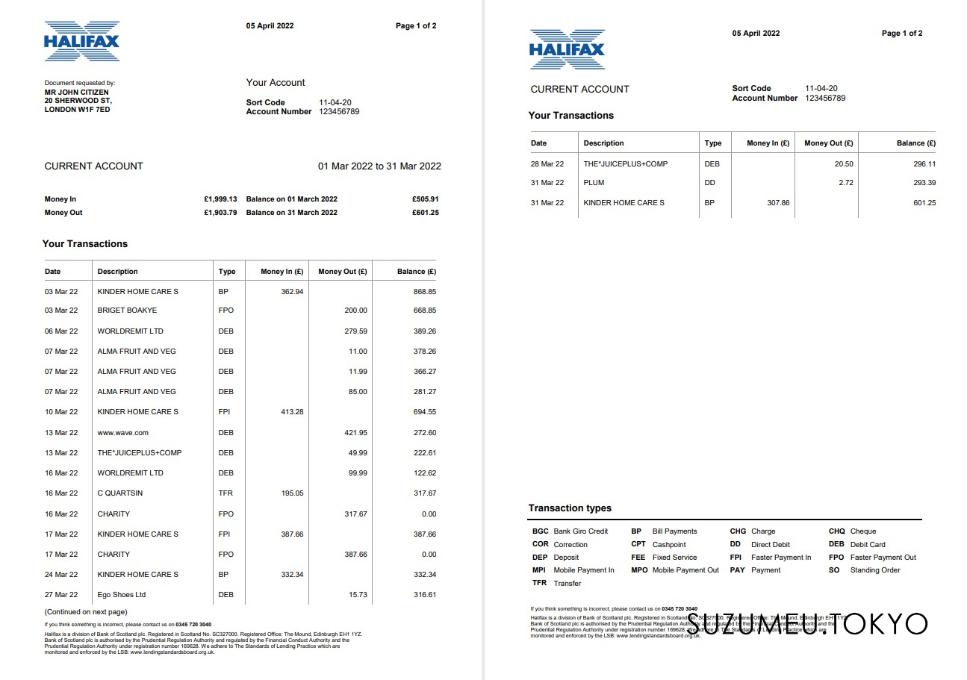 05 April 2022 Page 1 of 2
HALIFAX
Document requested by:
MR JOHN CITIZEN
20 SHERWOOD ST,
LONDON W1F 7ED
Your Account
Sort Code 11-04-20
Account Number 123456789
CURRENT ACCOUNT 01 Mar 2022 to 31 Mar 2022
Money In £1,999.13 Balance on 01 March 2022 £505.91
Money Out £1,903.79 Balance on 31 March 2022 £601.25
Your Transactions
Date Description Type Money In (£) Money Out (£) Balance (£)
03 Mar 22 KINDER HOME CARE S BP 362.94 868.85
03 Mar 22 BRIGET BOAKYE FPO 200.00 668.85
06 Mar 22 WORLDREMIT LTD DEB 279.59 389.26
07 Mar 22 ALMA FRUIT AND VEG DEB 11.00 378.26
07 Mar 22 ALMA FRUIT AND VEG DEB 11.99 366.27
07 Mar 22 ALMA FRUIT AND VEG DEB 85.00 281.27
10 Mar 22 KINDER HOME CARE S FPI 413.28 694.55
13 Mar 22 www.wave.com DEB 421.95 272.60
13 Mar 22 THE*JUICEPLUS+COMP DEB 49.99 222.61
16 Mar 22 WORLDREMIT LTD DEB 99.99 122.62
16 Mar 22 C QUARTSIN TFR 195.05 317.67
16 Mar 22 CHARITY FPO 317.67 0.00
17 Mar 22 KINDER HOME CARE S FPI 387.66 387.66
17 Mar 22 CHARITY FPO 387.66 0.00
24 Mar 22 KINDER HOME CARE S BP 332.34 332.34
27 Mar 22 Ego Shoes Ltd DEB 15.73 316.61
(Continued on next page)
If you think something is incorrect, please contact us on 0345 720 3040
Halifax is a division of Bank of Scotland plc. Registered in Scotland No. SC327000. Registered Office: The Mound, Edinburgh EH1 1YZ.
Bank of Scotland plc is authorised by the Prudential Regulation Authority and regulated by the Financial Conduct Authority and the
Prudential Regulation Authority under registration number 169628. We adhere to The Standards of Lending Practice which are
monitored and enforced by the LSB: www.lendingstandardsboard.org.uk.
05 April 2022 Page 1 of 2
HALIFAX
CURRENT ACCOUNT
Sort Code 11-04-20
Account Number 123456789
Your Transactions
Date Description Type Money In (£) Money Out (£) Balance (£)
28 Mar 22 THE*JUICEPLUS+COMP DEB 20.50 296.11
31 Mar 22 PLUM DD 2.72 293.39
31 Mar 22 KINDER HOME CARE S BP 307.86 601.25
Transaction types
BGC Bank Giro Credit BP Bill Payments CHG Charge CHQ Cheque
COR Correction CPT Cashpoint DD Direct Debit DEB Debit Card
DEP Deposit FEE Fixed Service FPI Faster Payment In FPO Faster Payment Out
MPI Mobile Payment In MPO Mobile Payment Out PAY Payment SO Standing Order
TFR Transfer
If you think something is incorrect, please contact us on 0345 720 3040
Halifax is a division of Bank of Scotland plc. Registered in Scotland No. SC327000. Registered Office: The Mound, Edinburgh EH1 1YZ.
Bank of Scotland plc is authorised by the Prudential Regulation Authority and regulated by the Financial Conduct Authority and the
Prudential Regulation Authority under registration number 169628. We adhere to The Standards of Lending Practice which are
monitored and enforced by the LSB: www.lendingstandardsboard.org.uk.
SUZUMEU.TOKYO